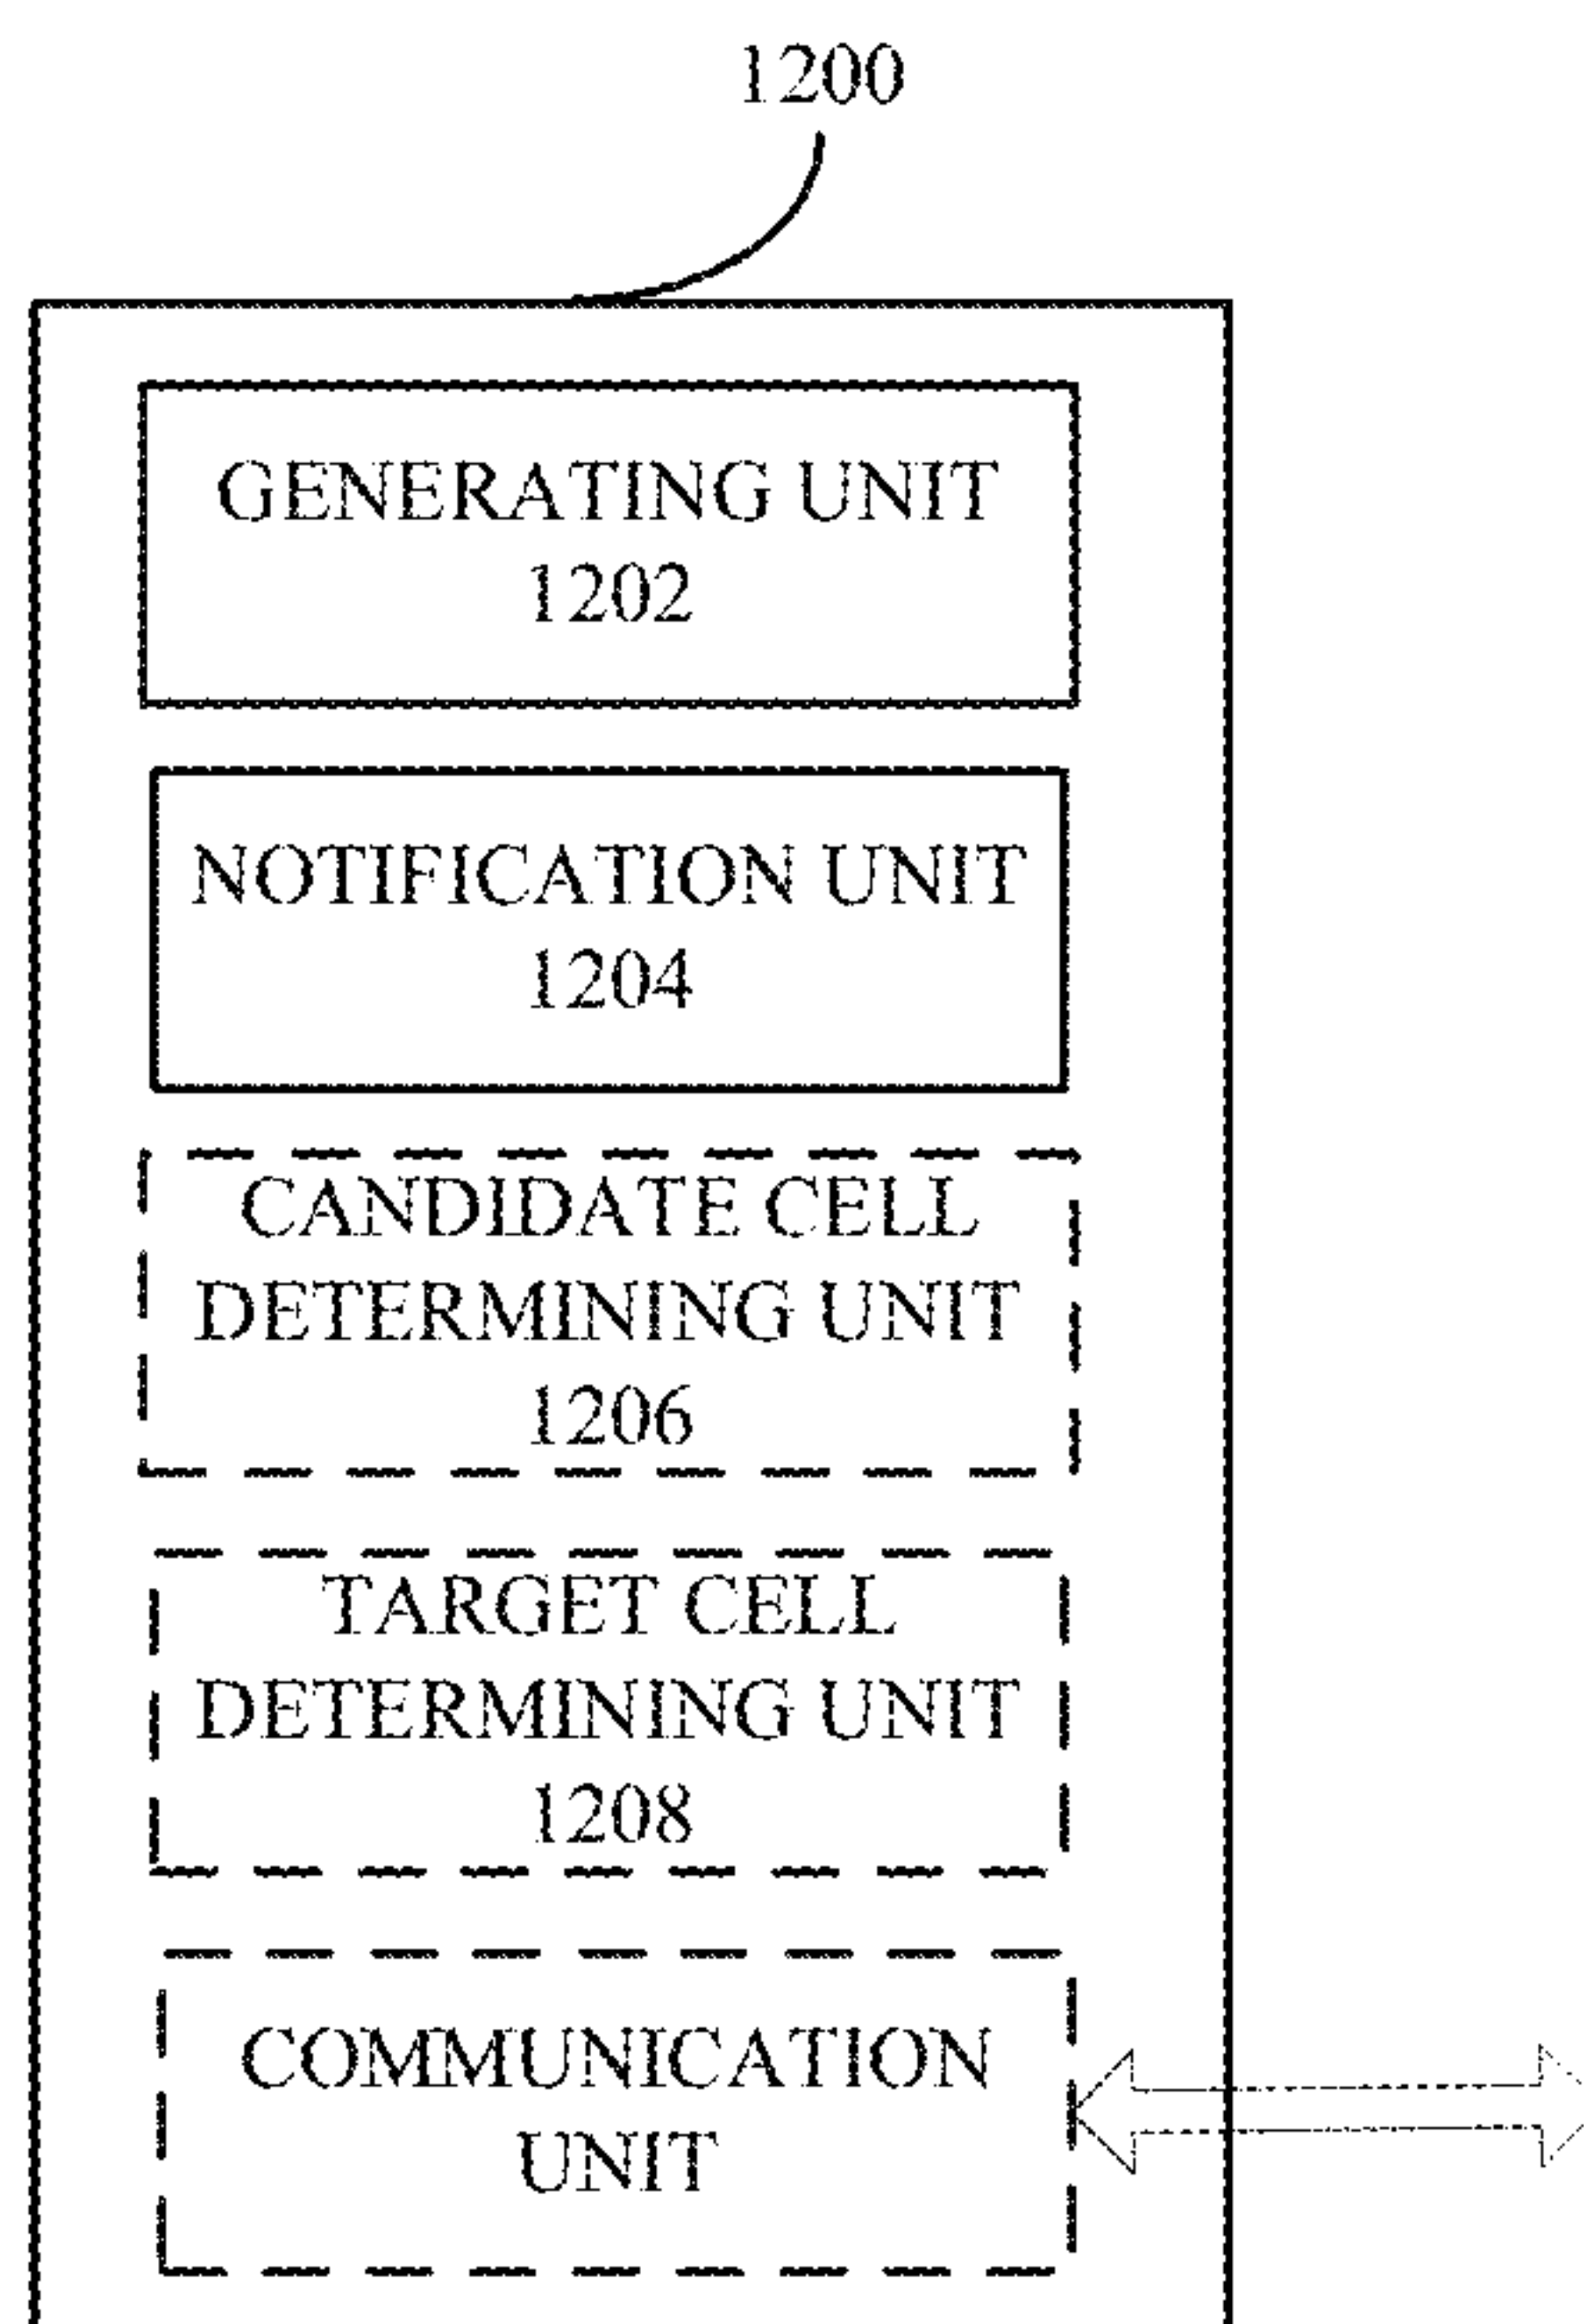 1200
GENERATING UNIT
1202
NOTIFICATION UNIT
1204
CANDIDATE CELL
DETERMINING UNIT
1206
TARGET CELL
DETERMINING UNIT
1208
COMMUNICATION
UNIT